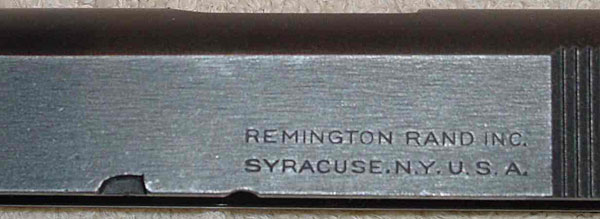 REMINGTON RAND INC.
SYRACUSE.N.Y. U.S.A.